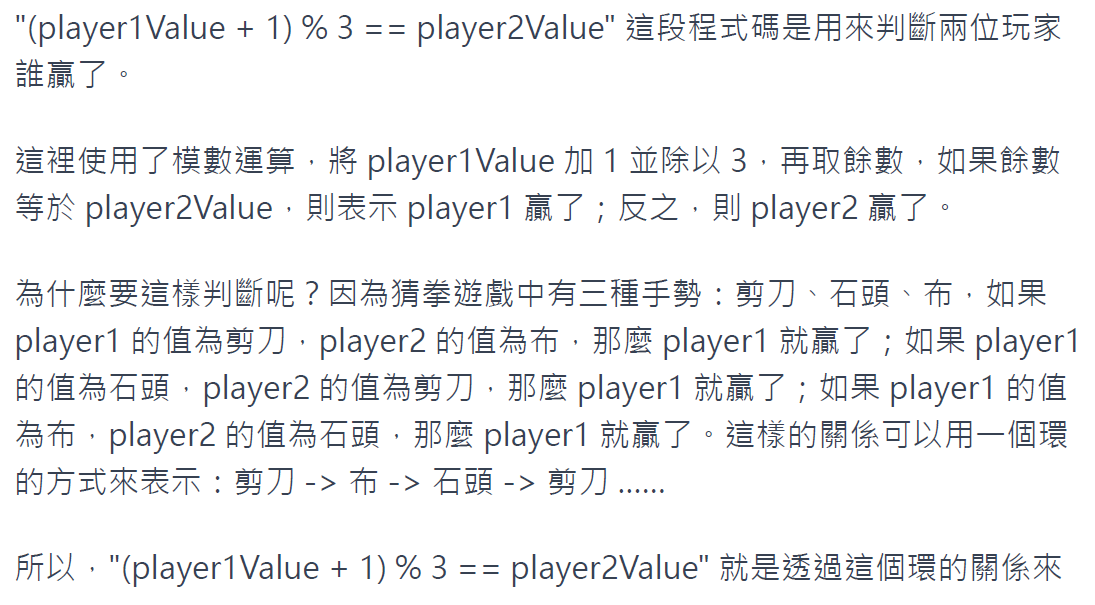 "(player1Value + 1) % 3 == player2Value" 這段程式碼是用來判斷兩位玩家
誰贏了。
這裡使用了模數運算，將 player1Value 加 1 並除以 3，再取餘數，如果餘數
等於 player2Value，則表示 player1 贏了；反之，則 player2 贏了。
為什麼要這樣判斷呢？因為猜拳遊戲中有三種手勢：剪刀、石頭、布，如果
player1 的值為剪刀，player2 的值為布，那麼 player1 就贏了；如果 player1
的值為石頭，player2 的值為剪刀，那麼 player1 就贏了；如果 player1 的值
為布，player2 的值為石頭，那麼 player1 就贏了。這樣的關係可以用一個環
的方式來表示：剪刀 -> 布 -> 石頭 -> 剪刀 ......
所以，"(player1Value + 1) % 3 == player2Value" 就是透過這個環的關係來